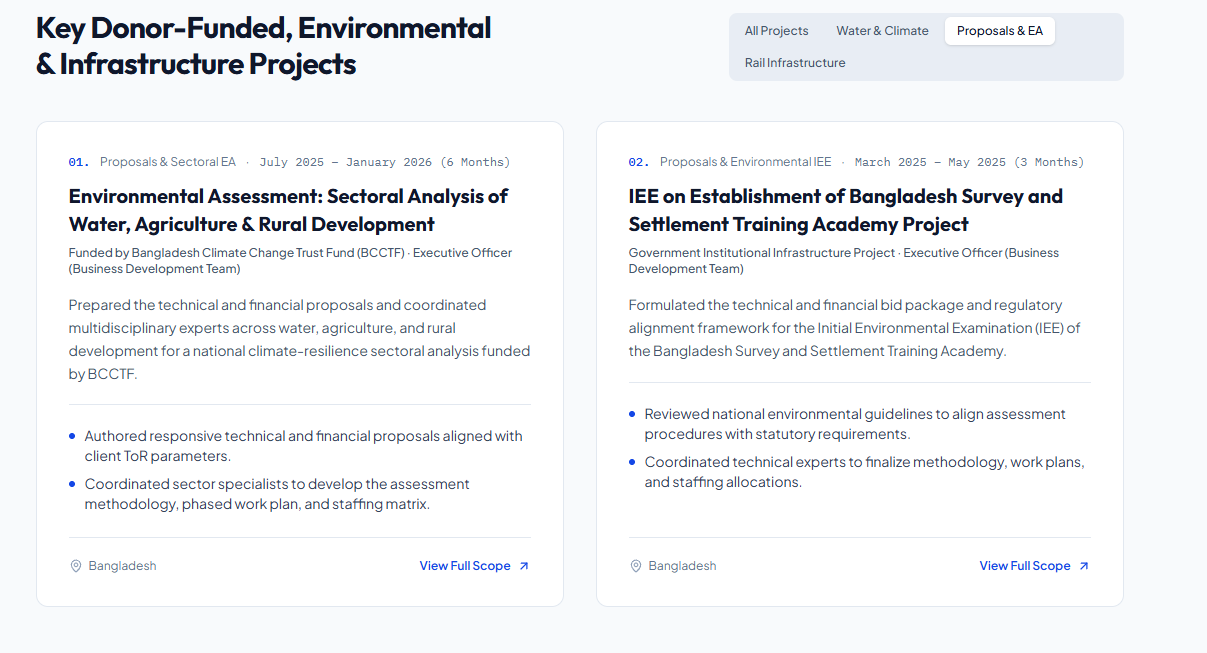 Key Donor-Funded, Environmental
& Infrastructure Projects
All Projects
Water & Climate
Proposals & EA
Rail Infrastructure
01. Proposals & Sectoral EA · July 2025 – January 2026 (6 Months)
Environmental Assessment: Sectoral Analysis of
Water, Agriculture & Rural Development
Funded by Bangladesh Climate Change Trust Fund (BCCTF) · Executive Officer
(Business Development Team)
Prepared the technical and financial proposals and coordinated
multidisciplinary experts across water, agriculture, and rural
development for a national climate-resilience sectoral analysis funded
by BCCTF.
Authored responsive technical and financial proposals aligned with
client ToR parameters.
Coordinated sector specialists to develop the assessment
methodology, phased work plan, and staffing matrix.
Bangladesh
View Full Scope
02. Proposals & Environmental IEE · March 2025 – May 2025 (3 Months)
IEE on Establishment of Bangladesh Survey and
Settlement Training Academy Project
Government Institutional Infrastructure Project · Executive Officer (Business
Development Team)
Formulated the technical and financial bid package and regulatory
alignment framework for the Initial Environmental Examination (IEE) of
the Bangladesh Survey and Settlement Training Academy.
Reviewed national environmental guidelines to align assessment
procedures with statutory requirements.
Coordinated technical experts to finalize methodology, work plans,
and staffing allocations.
Bangladesh
View Full Scope